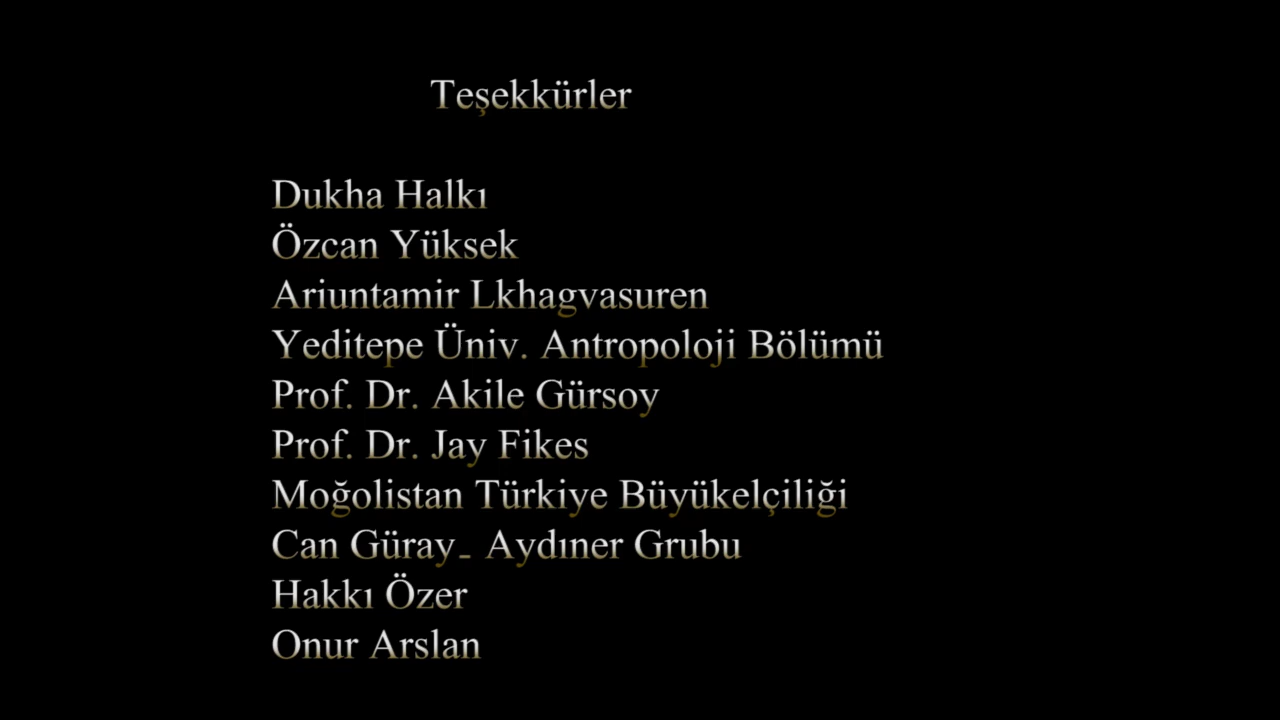 Teşekkürler
Dukha Halkı
Özcan Yüksek
Ariuntamir Lkhagvasuren
Yeditepe Üniv. Antropoloji Bölümü
Prof. Dr. Akile Gürsoy
Prof. Dr. Jay Fikes
Moğolistan Türkiye Büyükelçiliği
Can Güray- Aydıner Grubu
Hakkı Özer
Onur Arslan